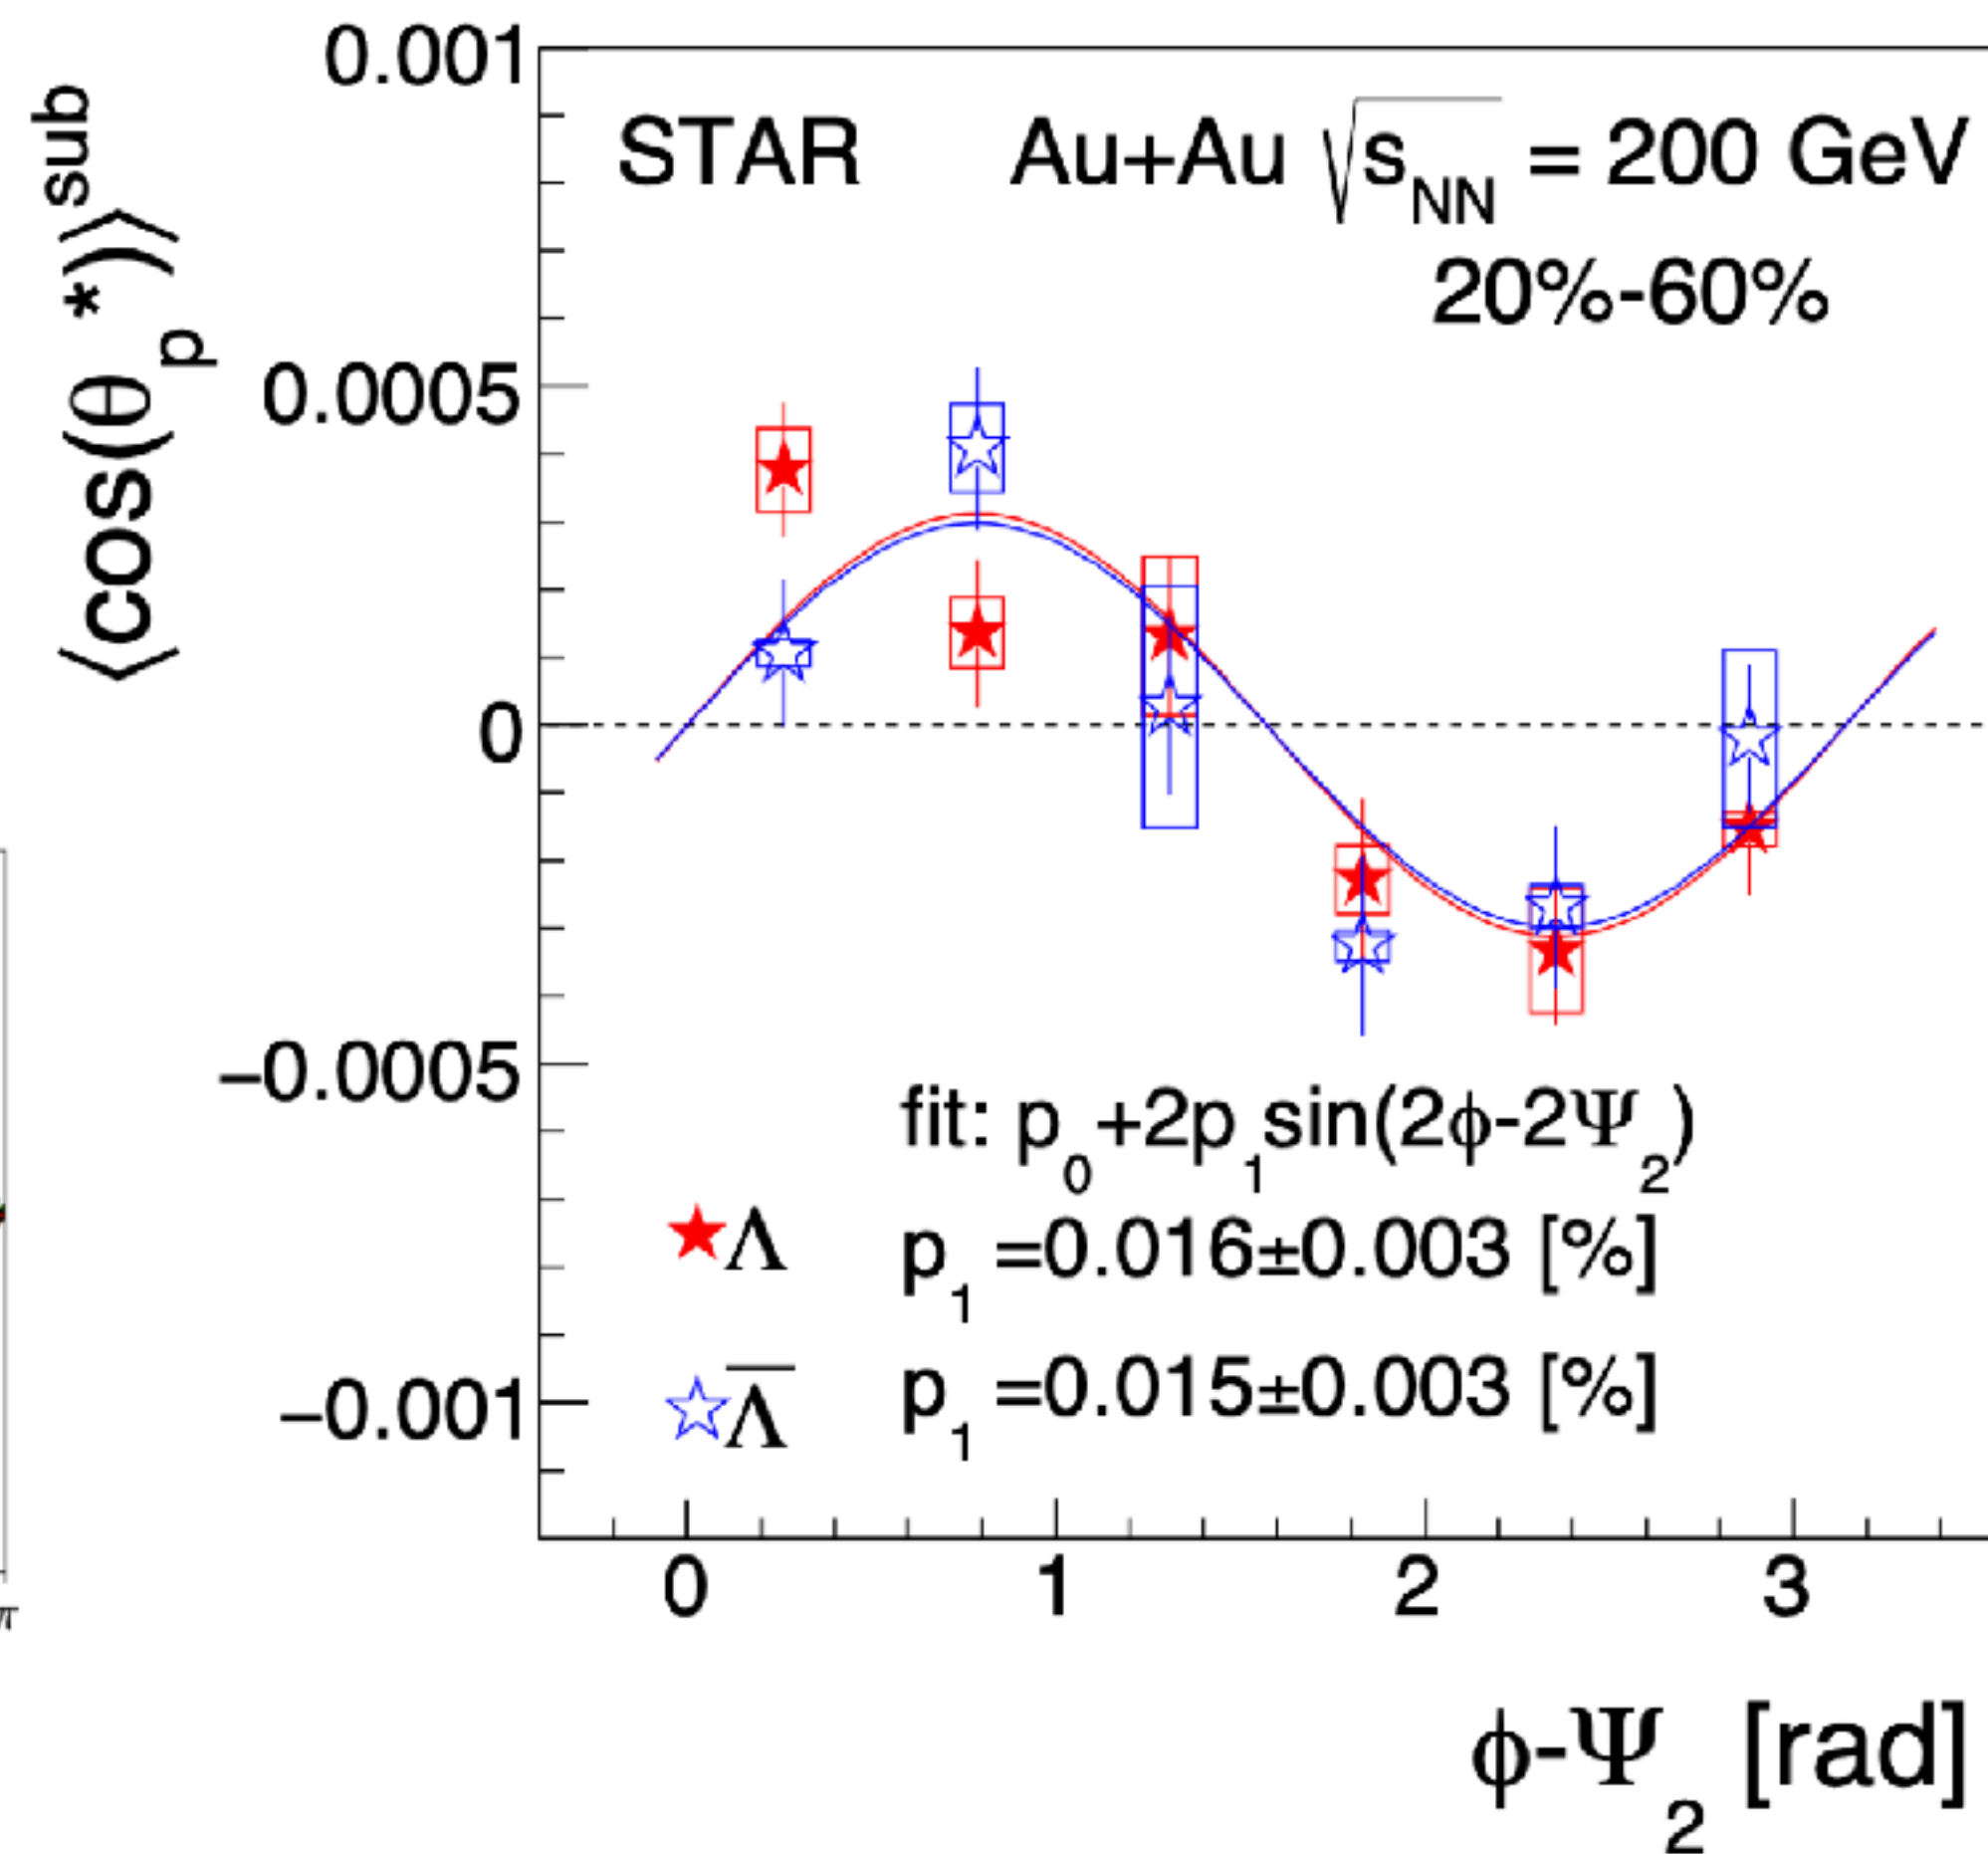 0.001
STAR Au+Au √sNN = 200 GeV
20%-60%
⟨cos(θp*)⟩sub
0.0005
0
−0.0005
fit: p0+2p1sin(2ϕ-2Ψ2)
Λ p1 =0.016±0.003 [%]
−0.001
Λ̅ p1 =0.015±0.003 [%]
0 1 2 3
π
ϕ-Ψ2 [rad]